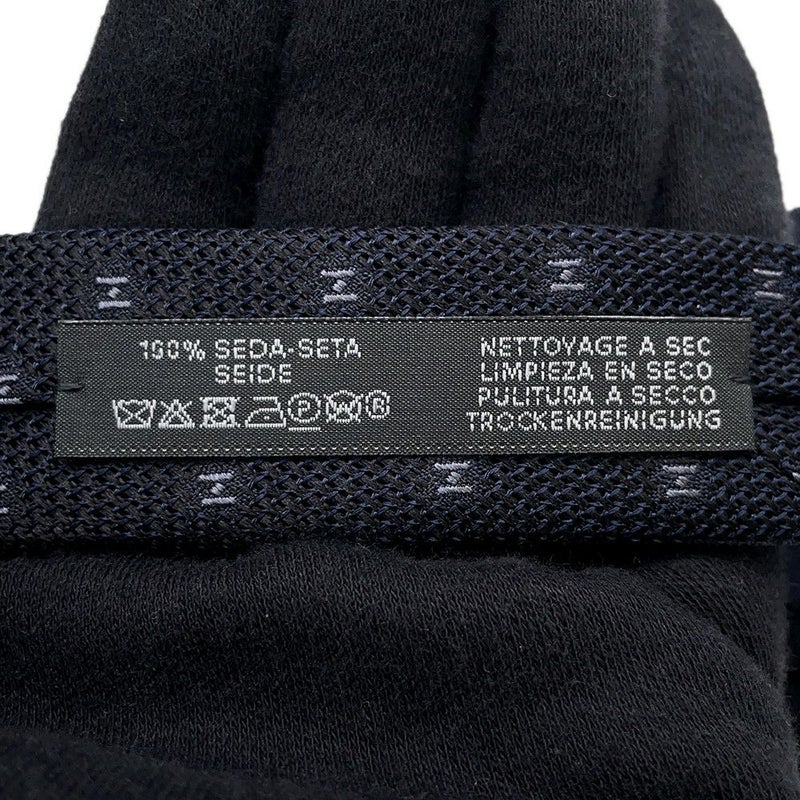 100% SEDA-SETA
SEIDE
P W ®
NETTOYAGE A SEC
LIMPIEZA EN SECO
PULITURA A SECCO
TROCKENREINIGUNG